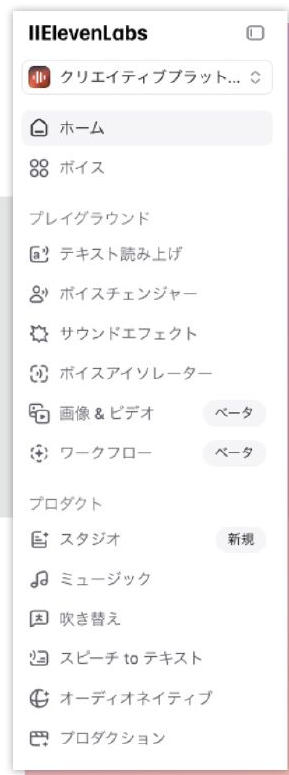 IIElevenLabs
クリエイティブプラット...
ホーム
ボイス
プレイグラウンド
テキスト読み上げ
ボイスチェンジャー
サウンドエフェクト
ボイスアイソレーター
画像 & ビデオ ベータ
ワークフロー ベータ
プロダクト
スタジオ 新規
ミュージック
吹き替え
スピーチ to テキスト
オーディオネイティブ
プロダクション